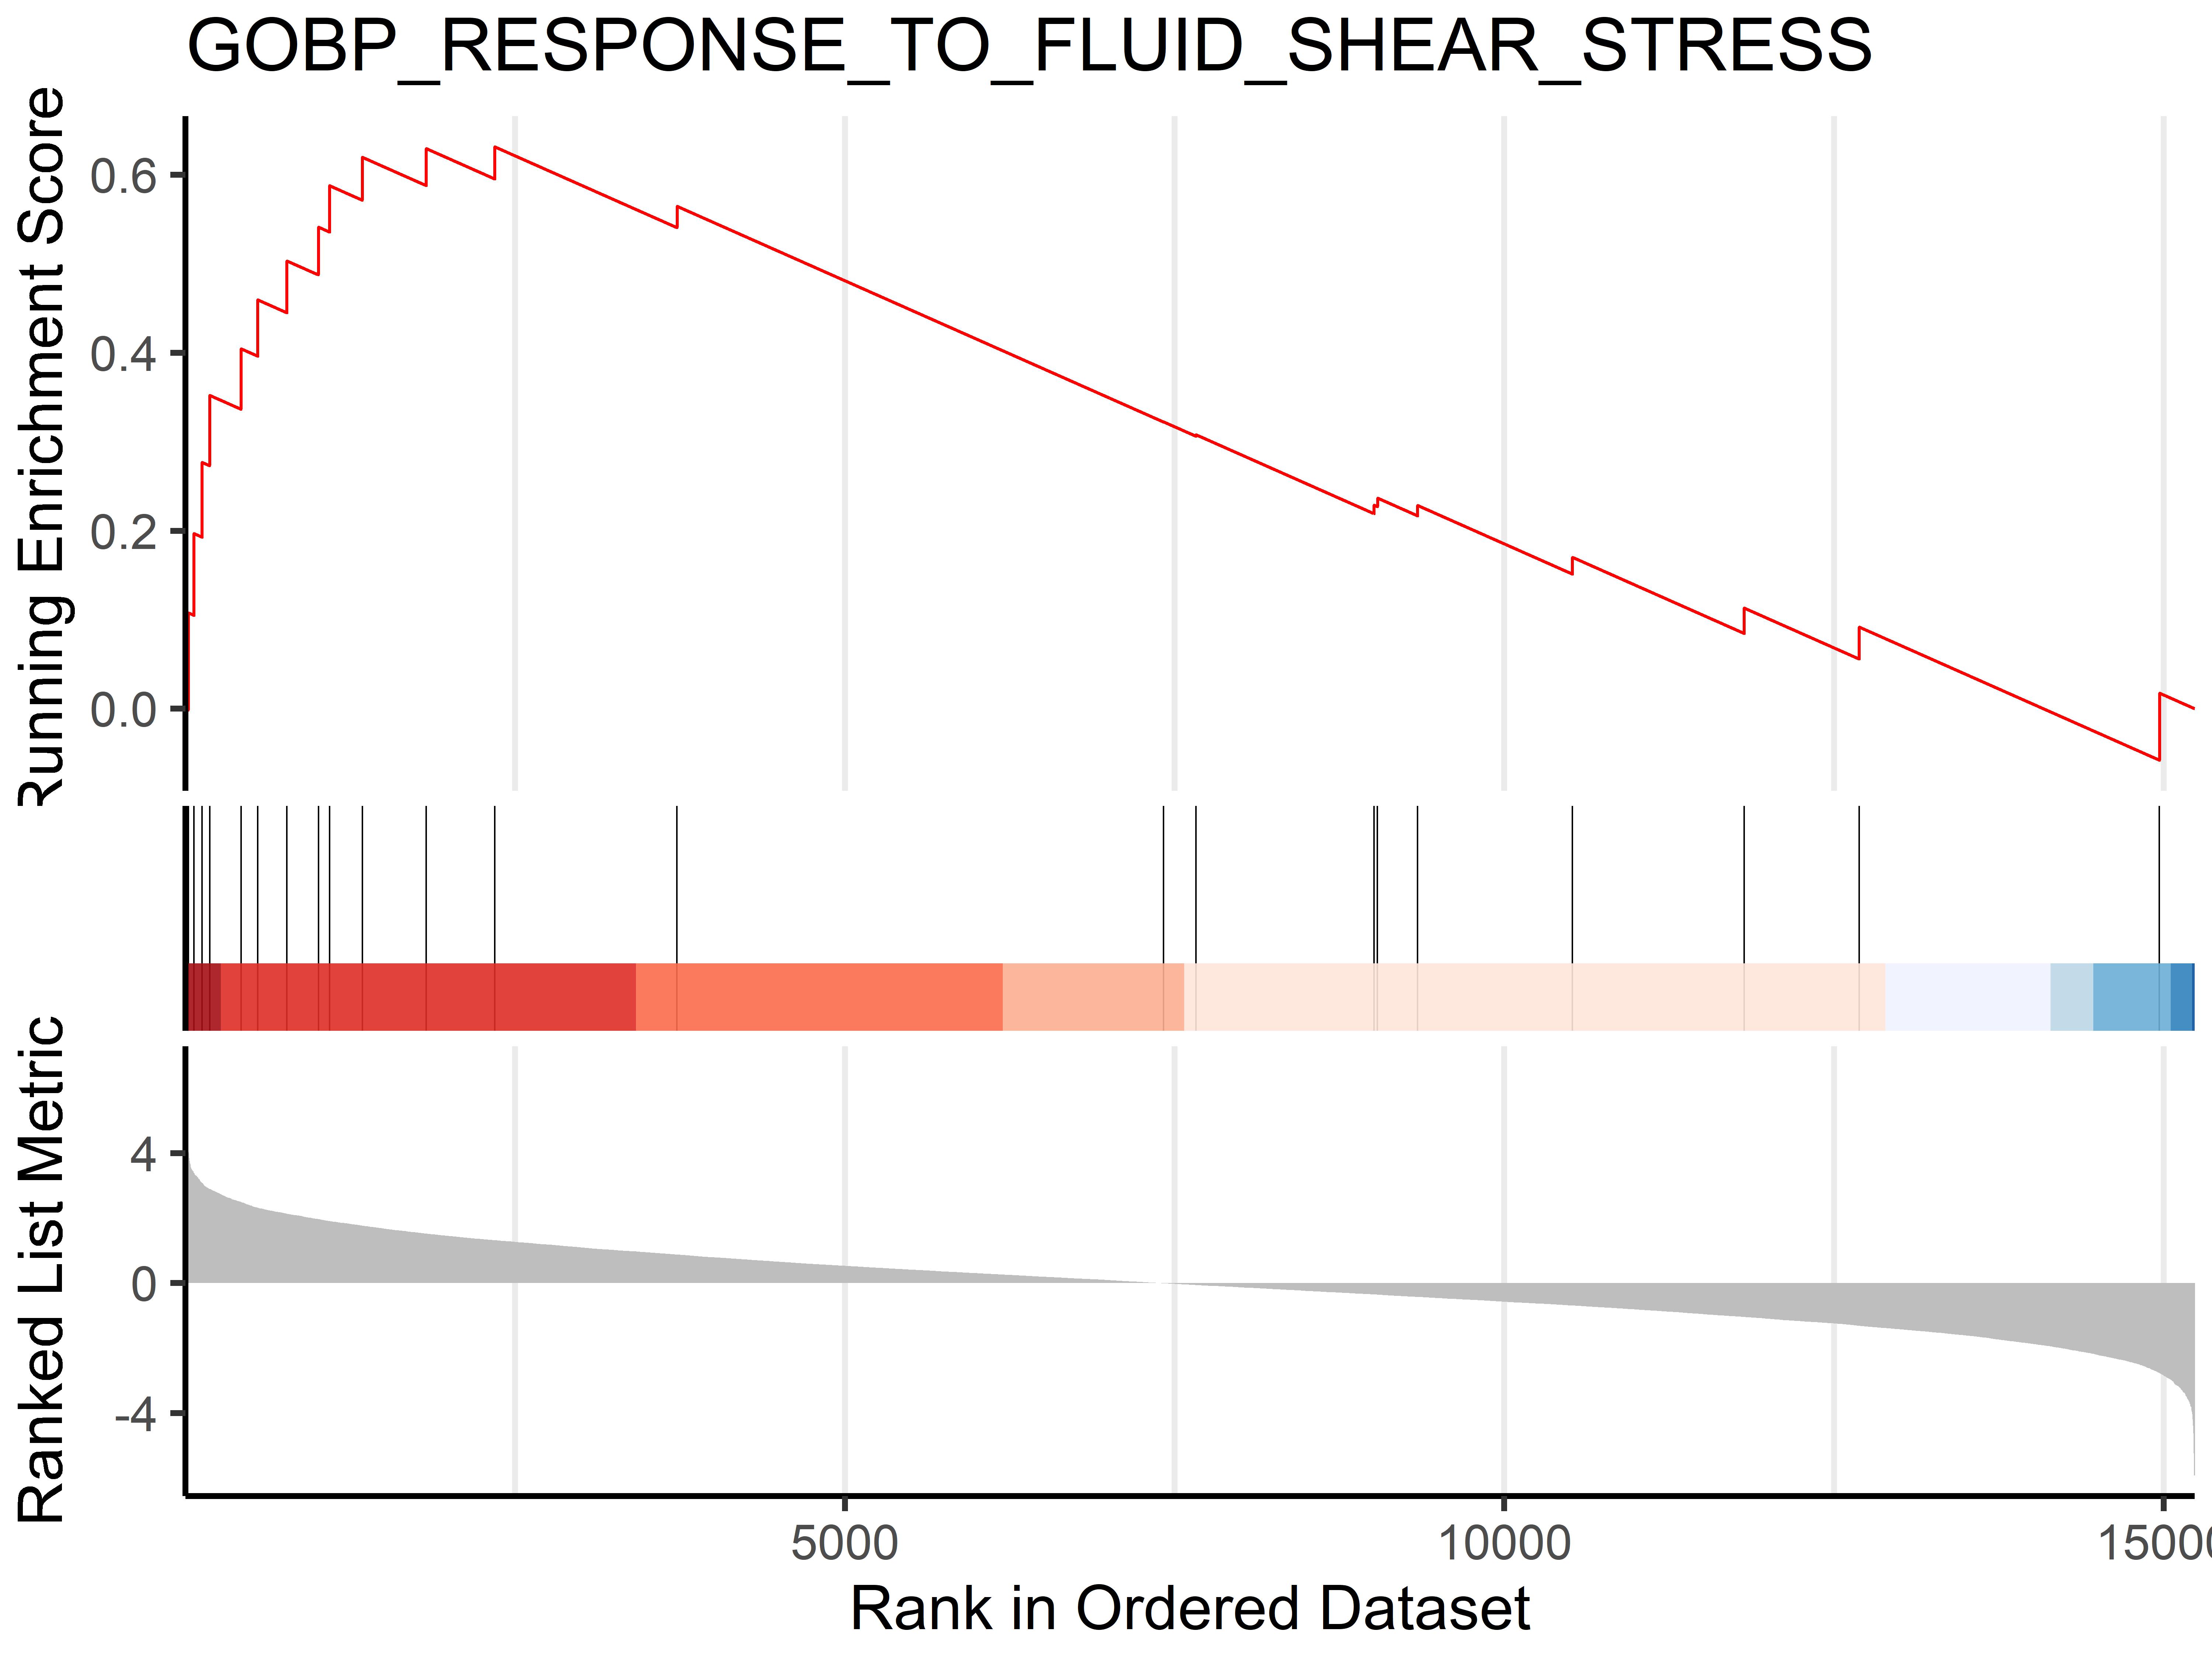 GOBP_RESPONSE_TO_FLUID_SHEAR_STRESS
Running Enrichment Score
0.6
0.4
0.2
0.0
Ranked List Metric
4
0
-4
5000
10000
15000
Rank in Ordered Dataset